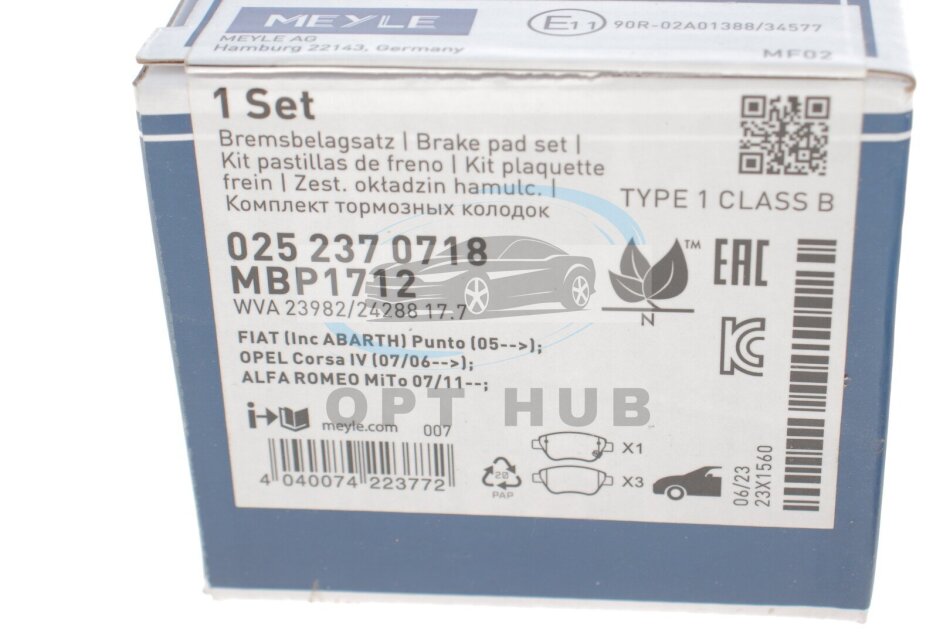 MEYLE
MEYLE AG
Hamburg 22143, Germany
E11 90R-02A01388/34577
MF02
1 Set
Bremsbelagsatz | Brake pad set |
Kit pastillas de freno | Kit plaquette
frein | Zest. okładzin hamulc. |
Комплект тормозных колодок
TYPE 1 CLASS B
025 237 0718
MBP1712
WVA 23982/24288 17.7
TM
N
EAC
FIAT (Inc ABARTH) Punto (05-->);
OPEL Corsa IV (07/06-->);
ALFA ROMEO MiTo 07/11--;
OPT HUB
meyle.com 007
4 040074 223772
20
PAP
X1
X3
06/23
23X1560